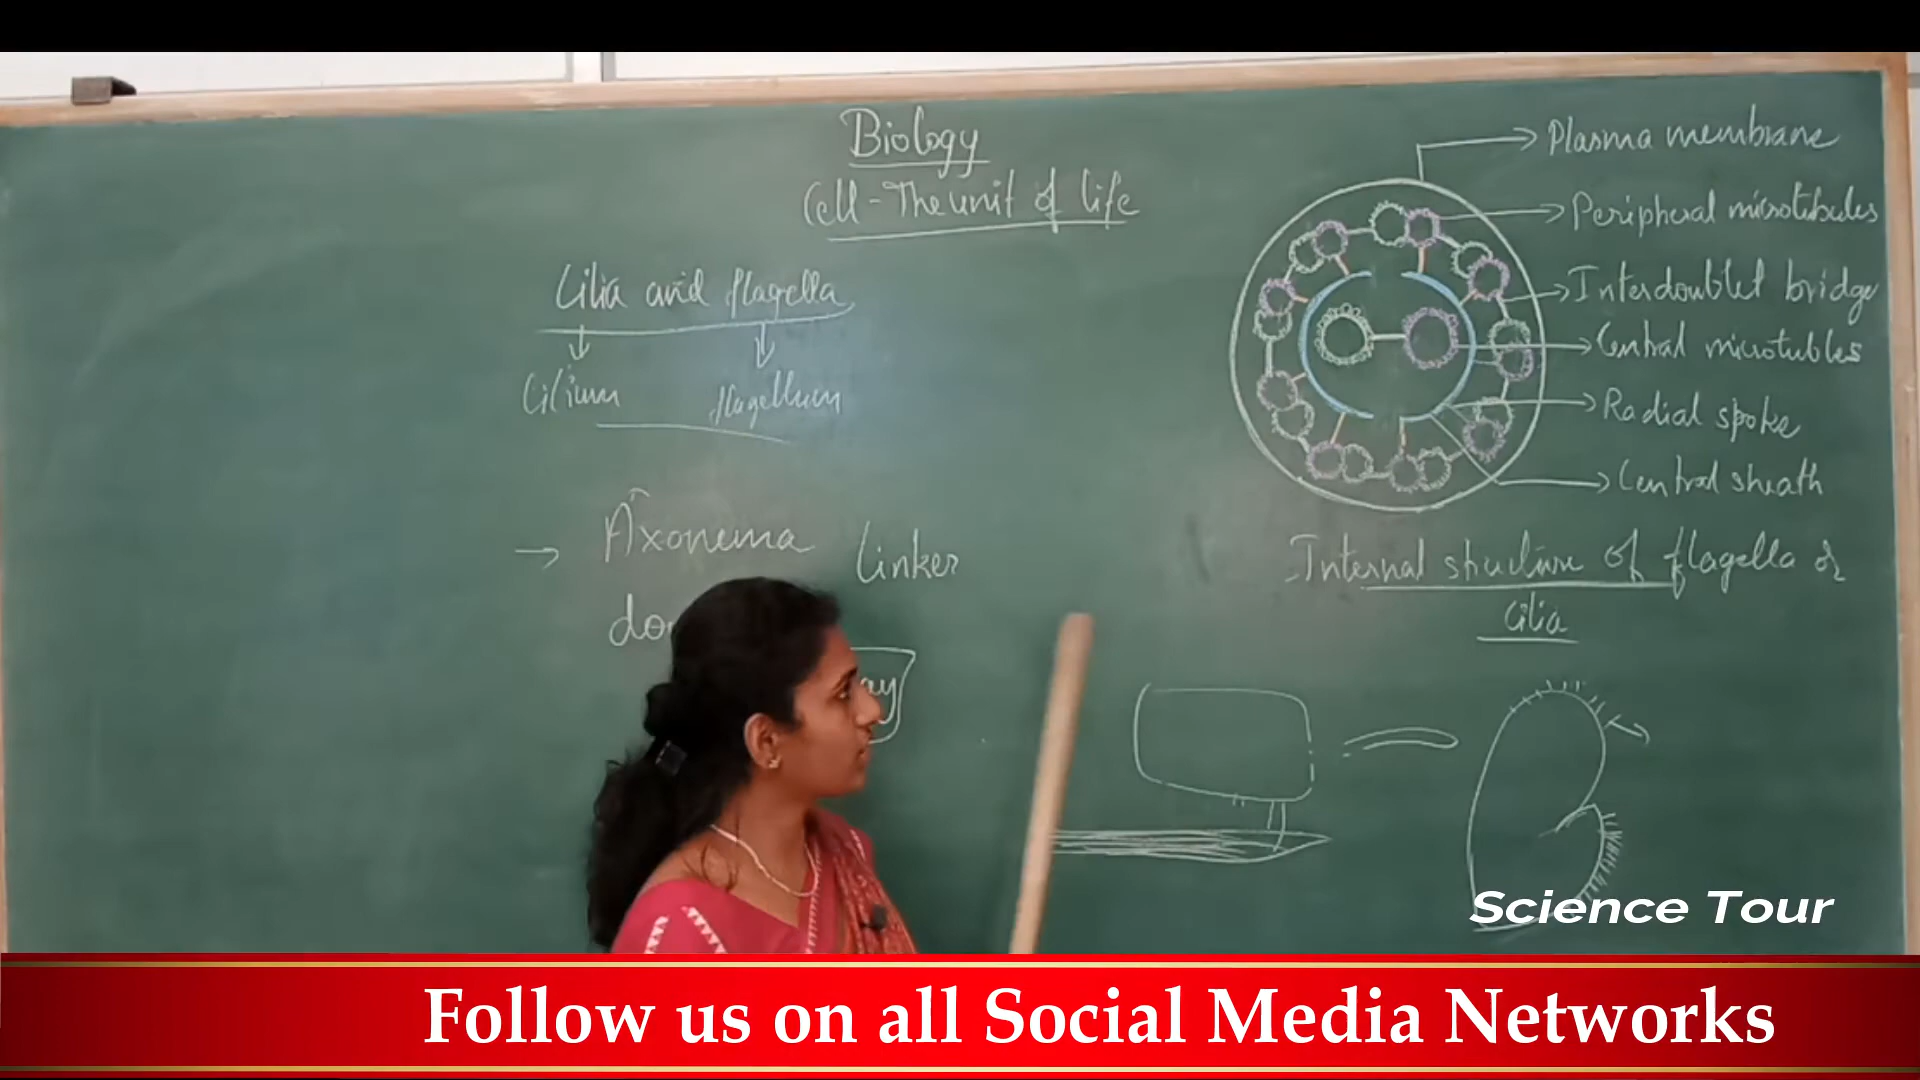 Biology
Cell - The unit of life
Cilia and flagella
Cilium flagellum
→ Axonema Linker
Plasma membrane
Peripheral microtubules
Interdoublet bridge
Central microtubles
Radial spoke
Central sheath
Internal structure of flagella or
Cilia
Science Tour
Follow us on all Social Media Networks